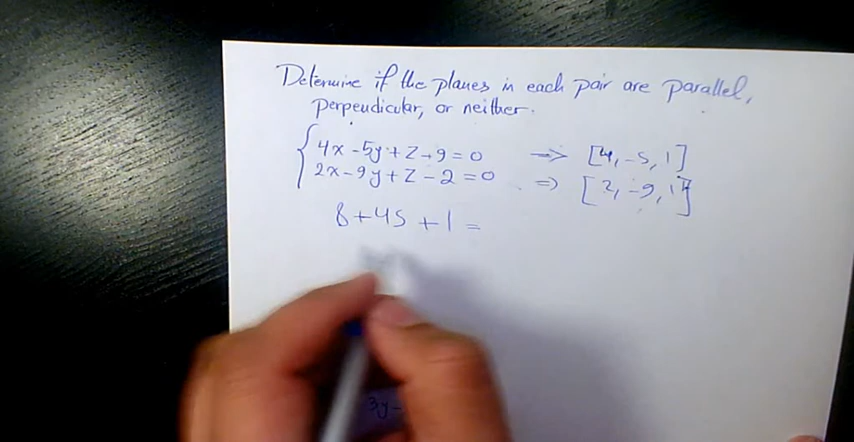 Determine if the planes in each pair are parallel,
perpendicular, or neither.
4x - 5y + z + 9 = 0 => [4, -5, 1]
2x - 9y + z - 2 = 0 => [2, -9, 1]
8 + 45 + 1 =
3y -